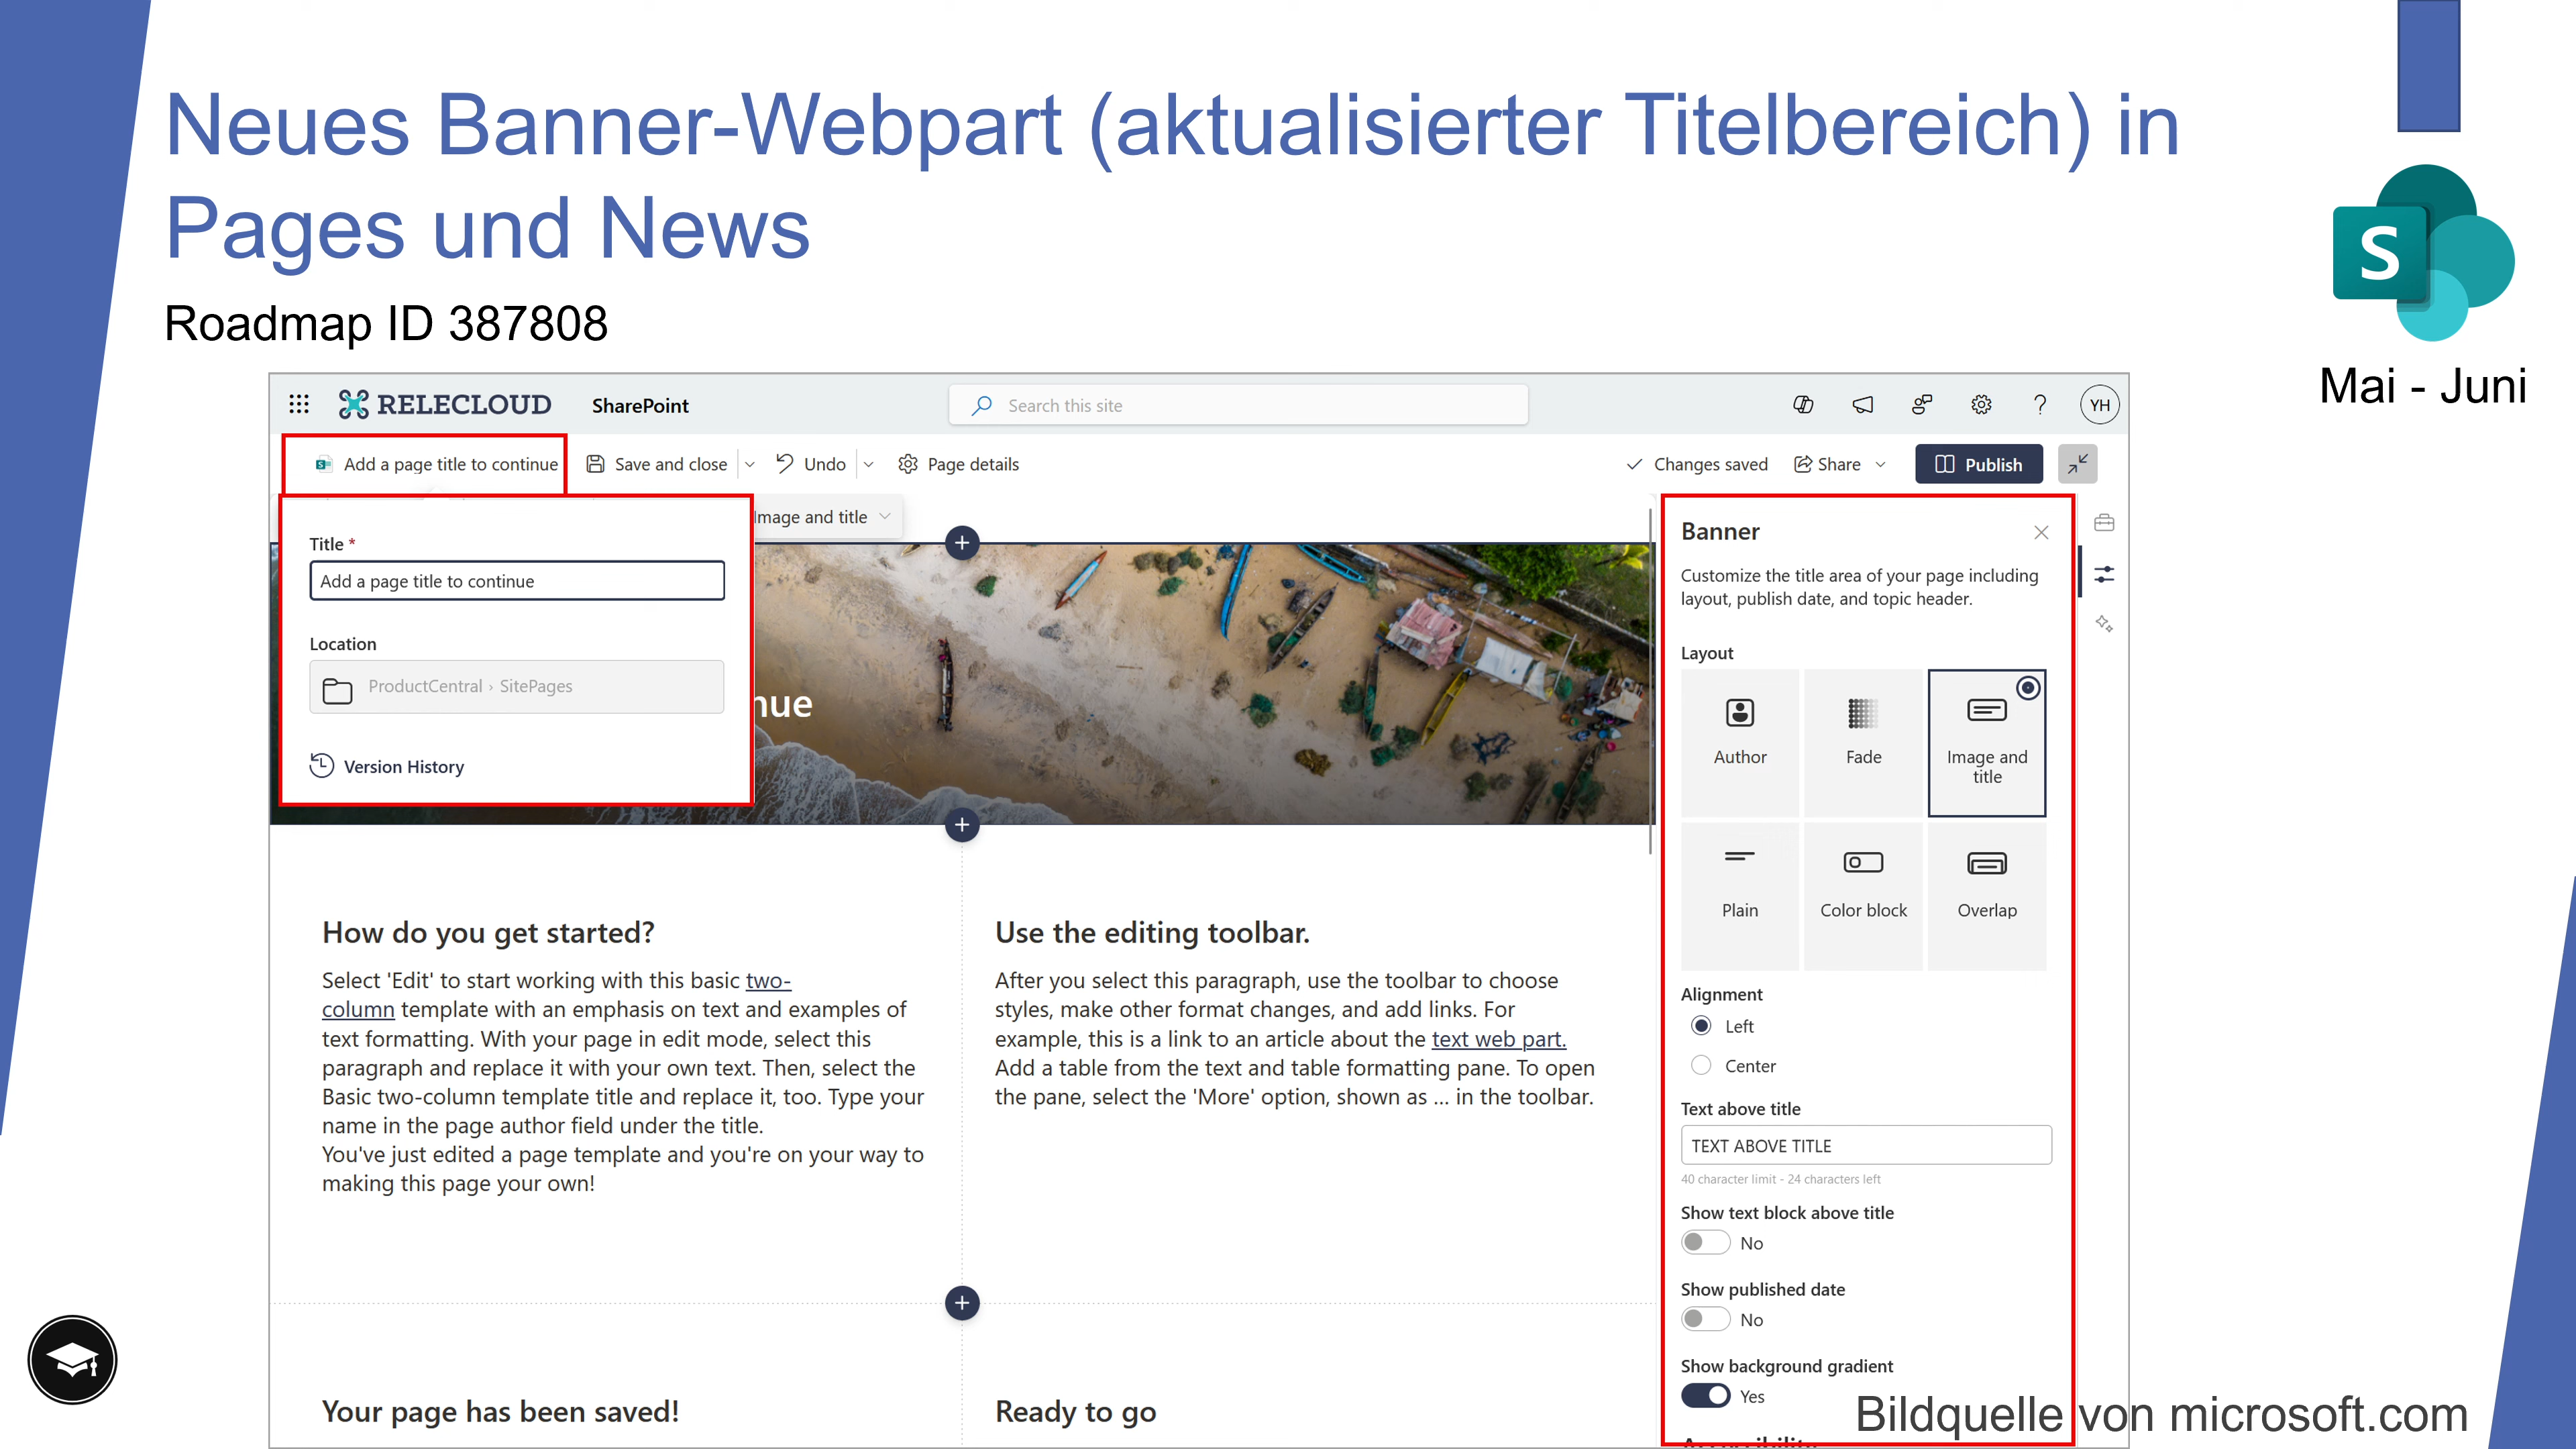 Neues Banner-Webpart (aktualisierter Titelbereich) in
Pages und News
Roadmap ID 387808
S
Mai - Juni
RELECLOUD
SharePoint
Search this site
YH
Add a page title to continue
Save and close
Undo
Page details
Changes saved
Share
Publish
Image and title
Title *
Add a page title to continue
Location
ProductCentral › SitePages
Version History
nue
Banner
Customize the title area of your page including
layout, publish date, and topic header.
Layout
Author
Fade
Image and
title
Plain
Color block
Overlap
Alignment
Left
Center
Text above title
TEXT ABOVE TITLE
40 character limit - 24 characters left
Show text block above title
No
Show published date
No
Show background gradient
Yes
How do you get started?
Select 'Edit' to start working with this basic two-
column template with an emphasis on text and examples of
text formatting. With your page in edit mode, select this
paragraph and replace it with your own text. Then, select the
Basic two-column template title and replace it, too. Type your
name in the page author field under the title.
You've just edited a page template and you're on your way to
making this page your own!
Use the editing toolbar.
After you select this paragraph, use the toolbar to choose
styles, make other format changes, and add links. For
example, this is a link to an article about the text web part.
Add a table from the text and table formatting pane. To open
the pane, select the 'More' option, shown as ... in the toolbar.
Your page has been saved!
Ready to go
Bildquelle von microsoft.com